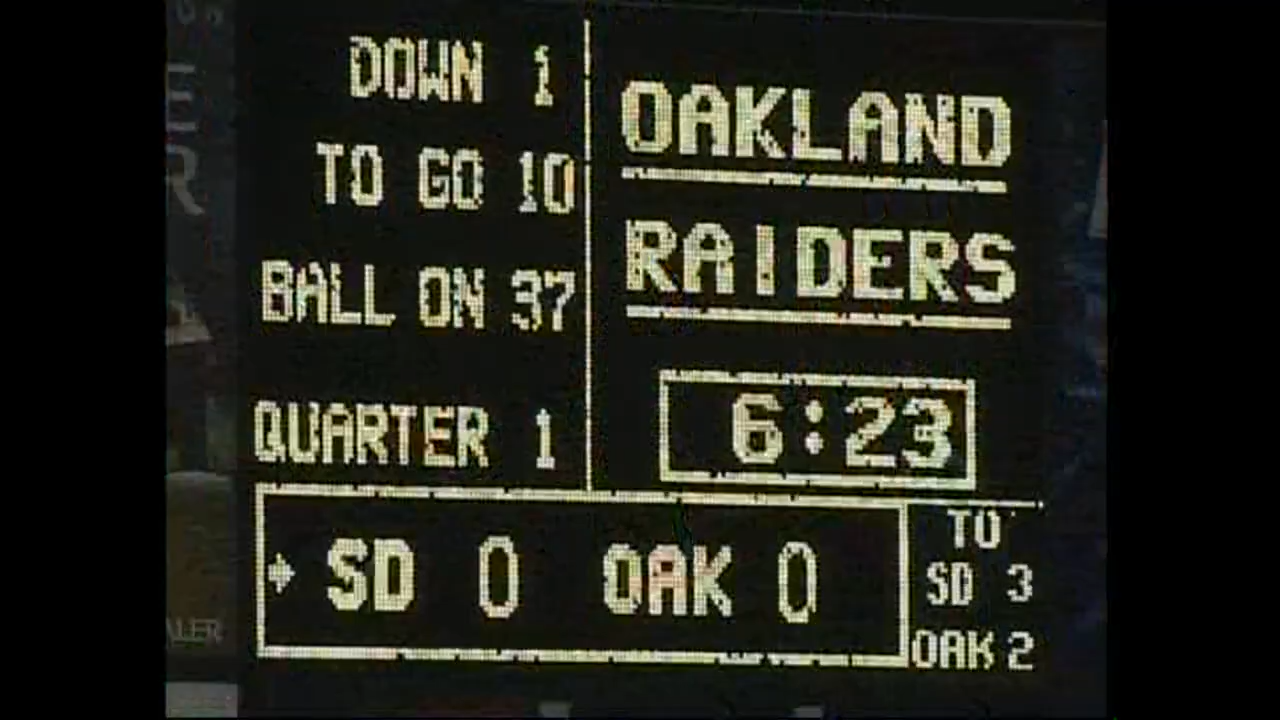 DOWN 1
TO GO 10
BALL ON 37
QUARTER 1
OAKLAND
RAIDERS
6:23
SD 0 OAK 0
TO
SD 3
OAK 2